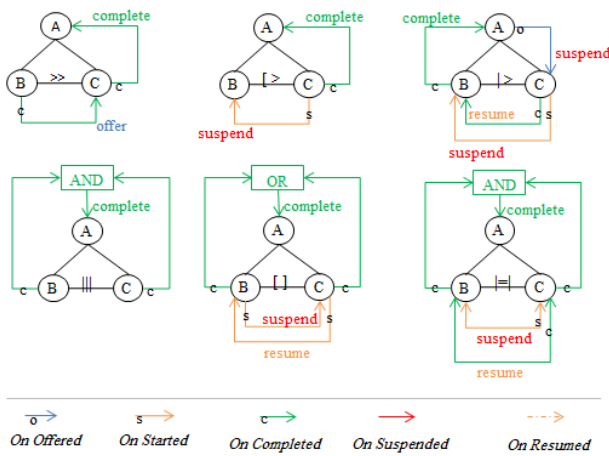 complete complete complete
A A A o
suspend
B >> C c
B [ > C c
c B |> C
c s resume c s
suspend offer suspend
AND OR AND
complete complete complete
A A A
c B ||| C c
c B [ ] C c
c B |=| C c
s suspend s
s c
suspend
resume
resume
o s c
On Offered On Started On Completed On Suspended On Resumed